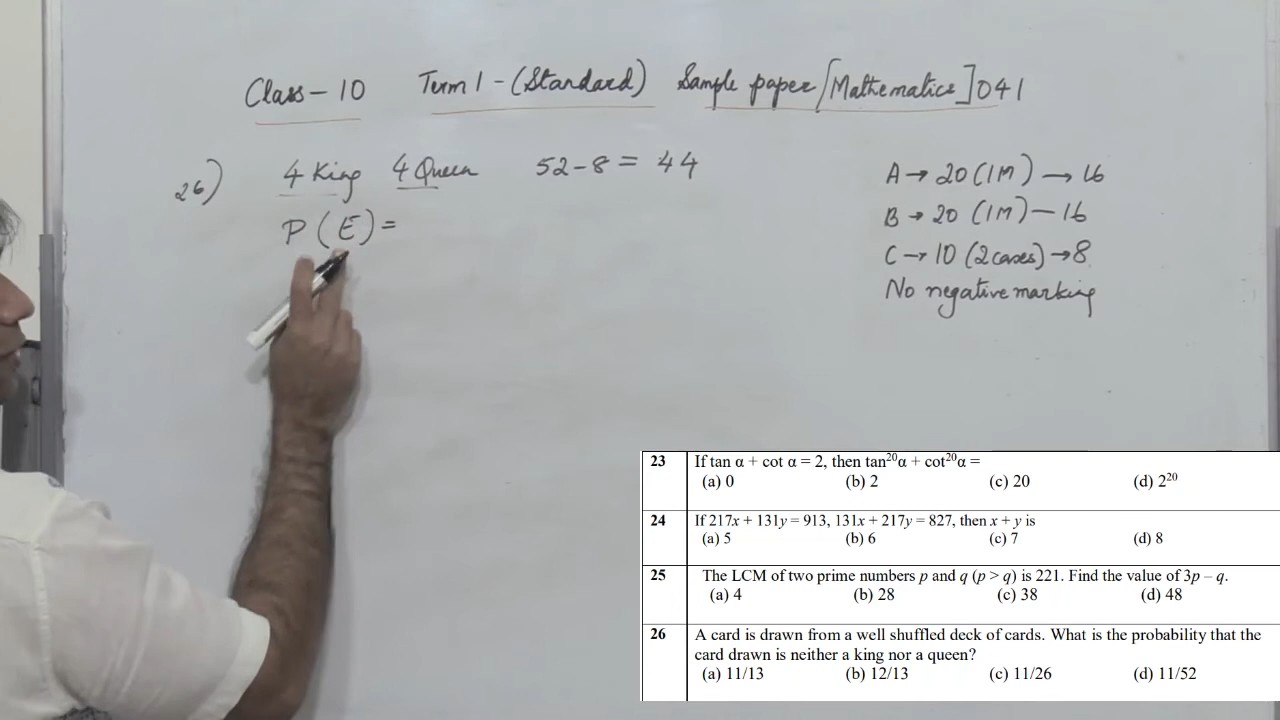 Class - 10 Term 1 - (Standard) Sample paper [Mathematics] 041
26) 4 King 4 Queen 52 - 8 = 44
P (E) =
A → 20 (1M) → 16
B → 20 (1M) — 16
C → 10 (2 cases) → 8
No negative marking
23 If tan α + cot α = 2, then tan²⁰α + cot²⁰α =
(a) 0 (b) 2 (c) 20 (d) 2²⁰
24 If 217x + 131y = 913, 131x + 217y = 827, then x + y is
(a) 5 (b) 6 (c) 7 (d) 8
25 The LCM of two prime numbers p and q (p > q) is 221. Find the value of 3p – q.
(a) 4 (b) 28 (c) 38 (d) 48
26 A card is drawn from a well shuffled deck of cards. What is the probability that the
card drawn is neither a king nor a queen?
(a) 11/13 (b) 12/13 (c) 11/26 (d) 11/52